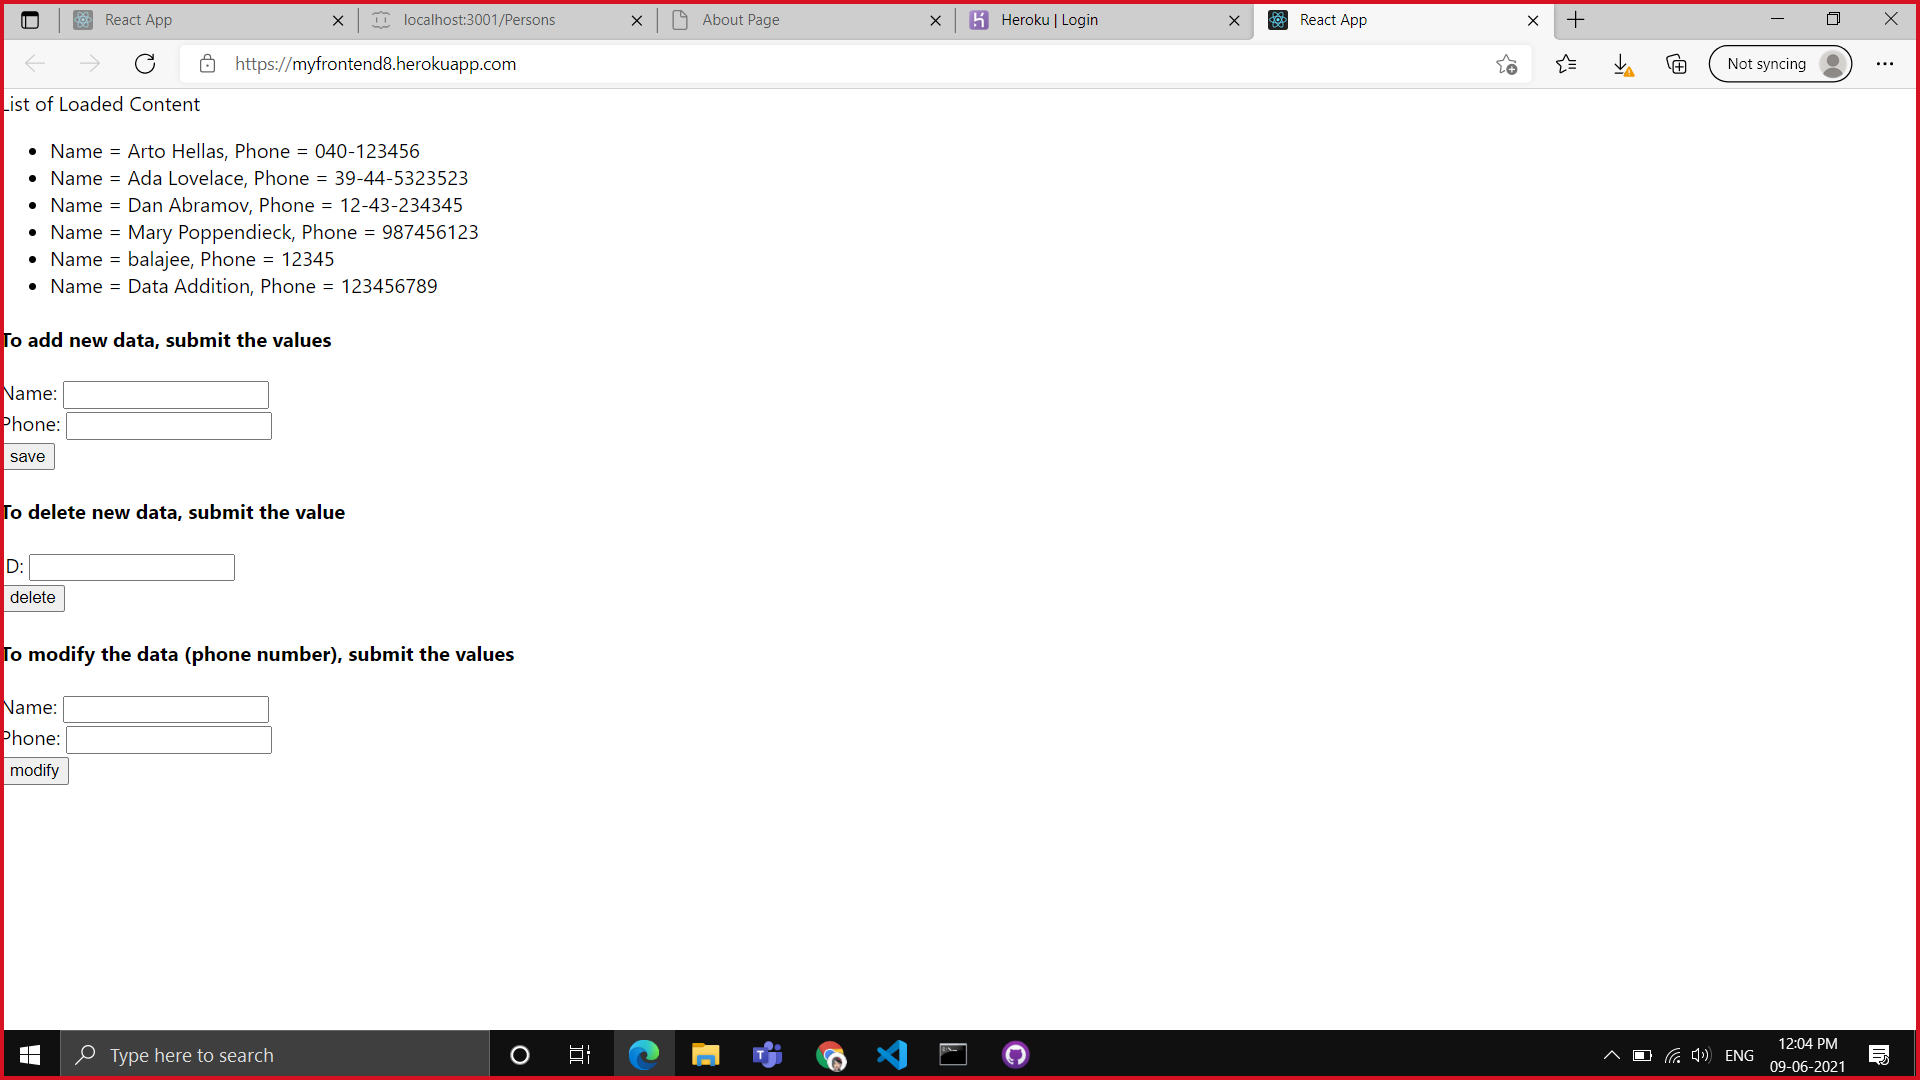 React App
localhost:3001/Persons
About Page
Heroku | Login
React App
https://myfrontend8.herokuapp.com
Not syncing
List of Loaded Content
Name = Arto Hellas, Phone = 040-123456
Name = Ada Lovelace, Phone = 39-44-5323523
Name = Dan Abramov, Phone = 12-43-234345
Name = Mary Poppendieck, Phone = 987456123
Name = balajee, Phone = 12345
Name = Data Addition, Phone = 123456789
To add new data, submit the values
Name:
Phone:
save
To delete new data, submit the value
ID:
delete
To modify the data (phone number), submit the values
Name:
Phone:
modify
Type here to search
ENG
12:04 PM
09-06-2021